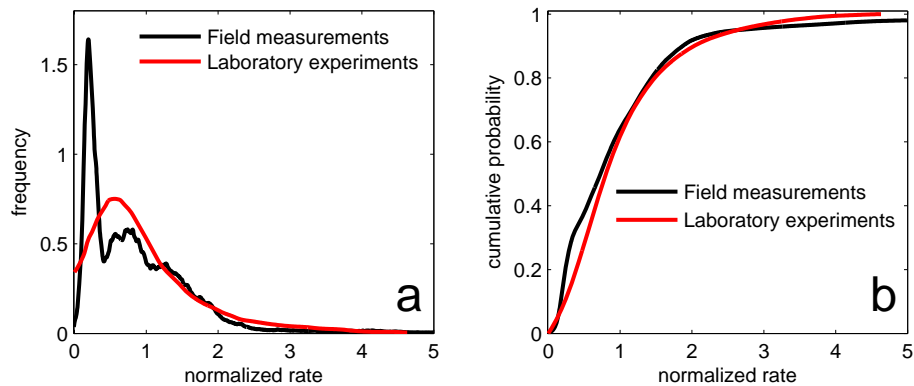 Field measurements
Laboratory experiments
1.5
1
0.5
0
frequency
0 1 2 3 4 5
normalized rate
a
1
0.8
0.6
0.4
0.2
0
cumulative probability
Field measurements
Laboratory experiments
0 1 2 3 4 5
normalized rate
b